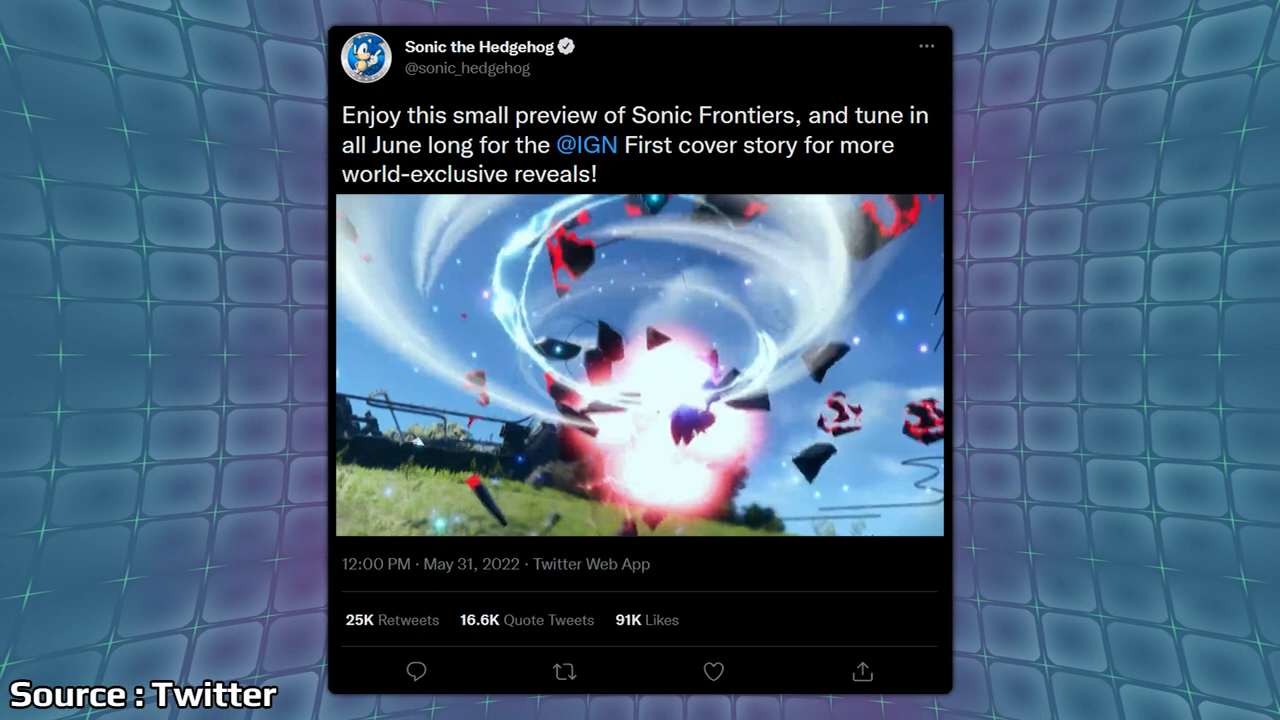 Sonic the Hedgehog
@sonic_hedgehog
Enjoy this small preview of Sonic Frontiers, and tune in
all June long for the @IGN First cover story for more
world-exclusive reveals!
12:00 PM · May 31, 2022 · Twitter Web App
25K Retweets 16.6K Quote Tweets 91K Likes
Source : Twitter